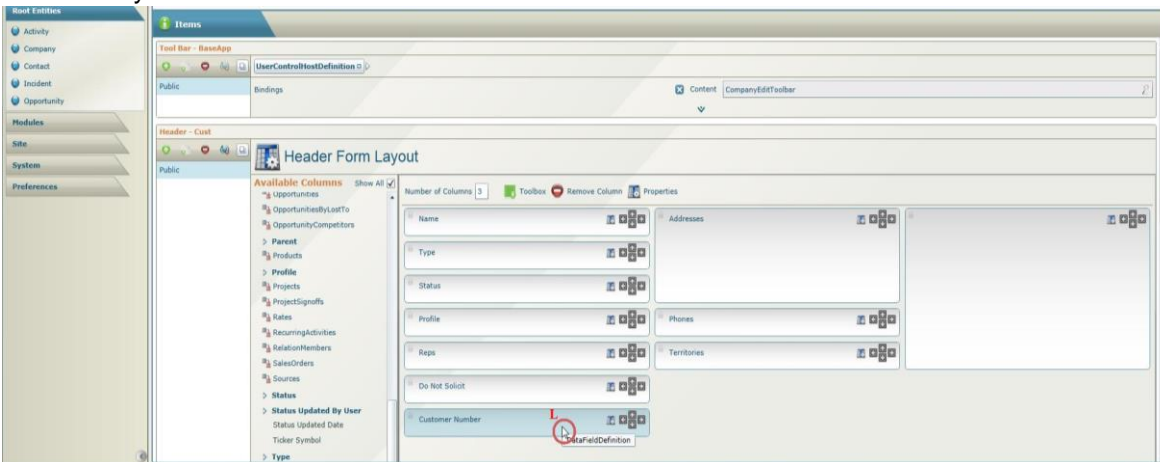 Root Entities
Activity
Company
Contact
Incident
Opportunity
Modules
Site
System
Preferences
Items
Tool Bar - BaseApp
UserControlHostDefinition
Public
Bindings
Content
CompanyEditToolbar
Header - Cust
Public
Header Form Layout
Available Columns
Show All
Opportunities
OpportunitiesByLostTo
OpportunityCompetitors
Parent
Products
Profile
Projects
ProjectSignoffs
Rates
RecurringActivities
RelationMembers
SalesOrders
Sources
Status
Status Updated By User
Status Updated Date
Ticker Symbol
Type
Number of Columns 3
Toolbox
Remove Column
Properties
Name
Type
Status
Profile
Reps
Do Not Solicit
Customer Number
L
DataFieldDefinition
Addresses
Phones
Territories